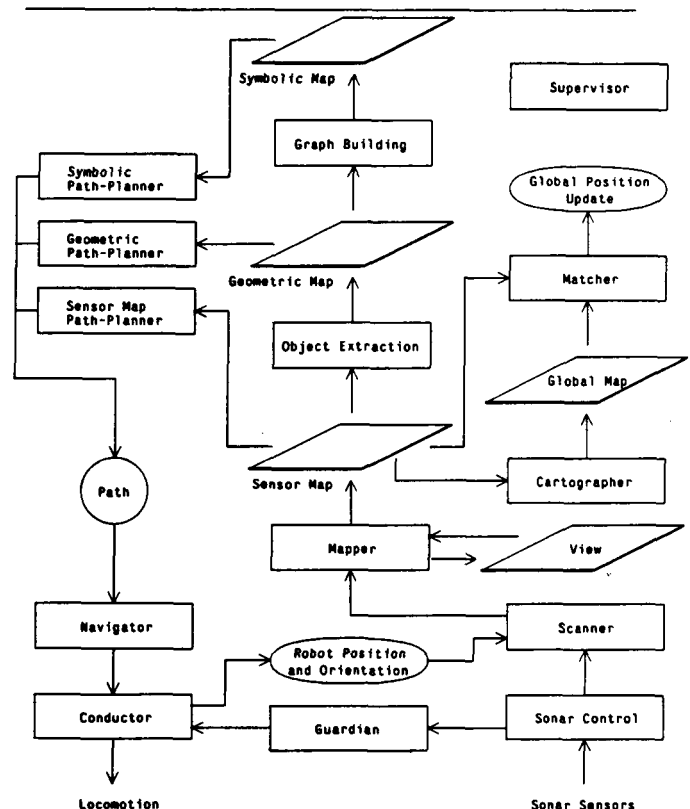 Symbolic Map
Supervisor
Graph Building
Symbolic
Path-Planner
Global Position
Update
Geometric
Path-Planner
Geometric Map
Matcher
Sensor Map
Path-Planner
Object Extraction
Global Map
Sensor Map
Cartographer
Path
Mapper
View
Navigator
Scanner
Robot Position
and Orientation
Conductor
Guardian
Sonar Control
Locomotion
Sonar Sensors